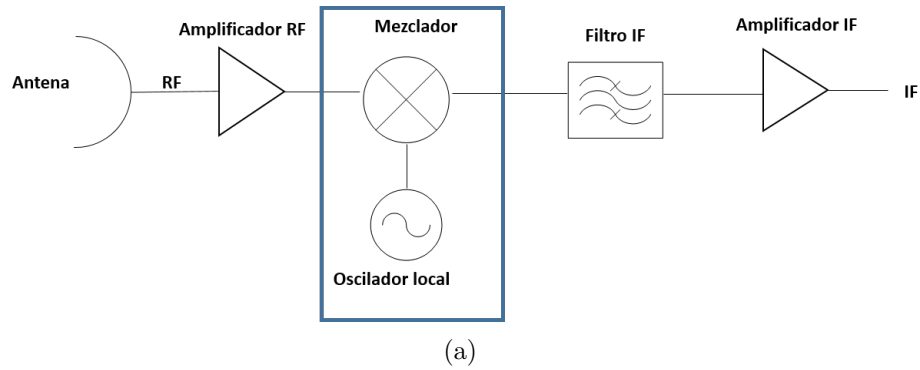 Amplificador RF
Mezclador
Filtro IF
Amplificador IF
Antena
RF
IF
Oscilador local
(a)